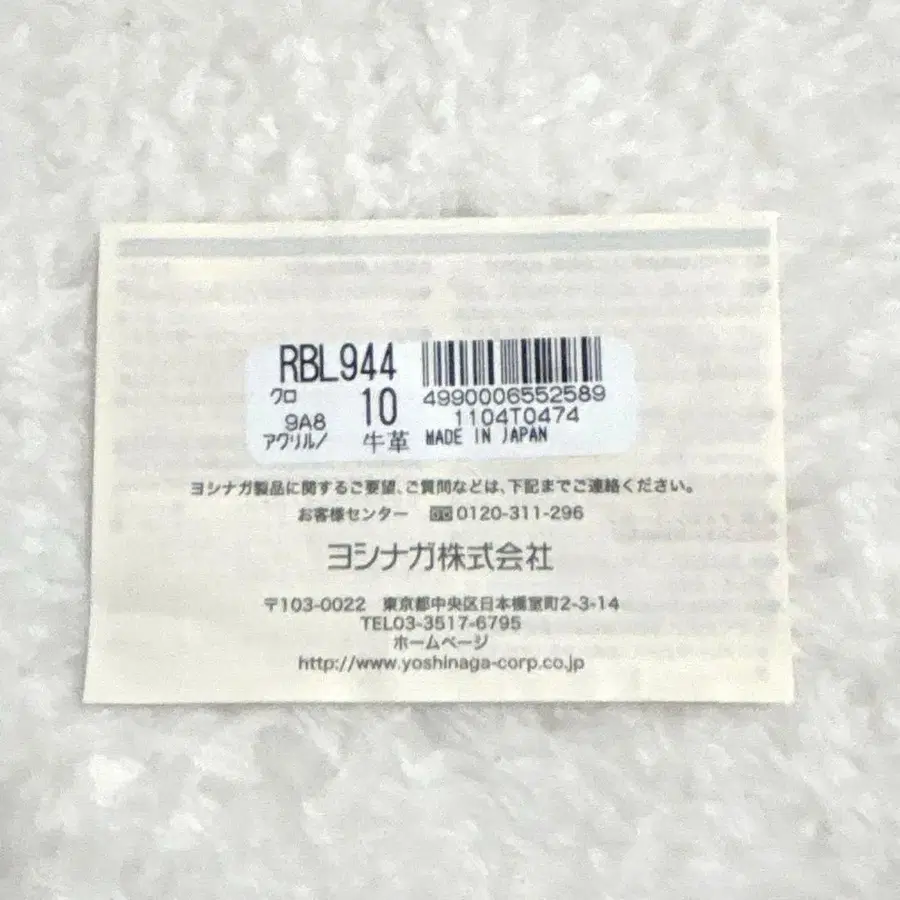 RBL944
クロ
10
9A8
アクリル/
牛革
4990006552589
1104T0474
MADE IN JAPAN
ヨシナガ製品に関するご要望、ご質問などは、下記までご連絡ください。
お客様センター 0120-311-296
ヨシナガ株式会社
〒103-0022 東京都中央区日本橋室町2-3-14
TEL03-3517-6795
ホームページ
http://www.yoshinaga-corp.co.jp